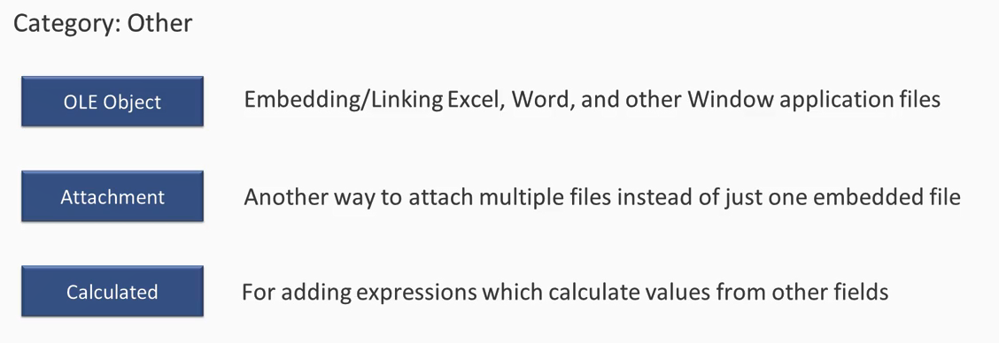 Category: Other
OLE Object
Embedding/Linking Excel, Word, and other Window application files
Attachment
Another way to attach multiple files instead of just one embedded file
Calculated
For adding expressions which calculate values from other fields